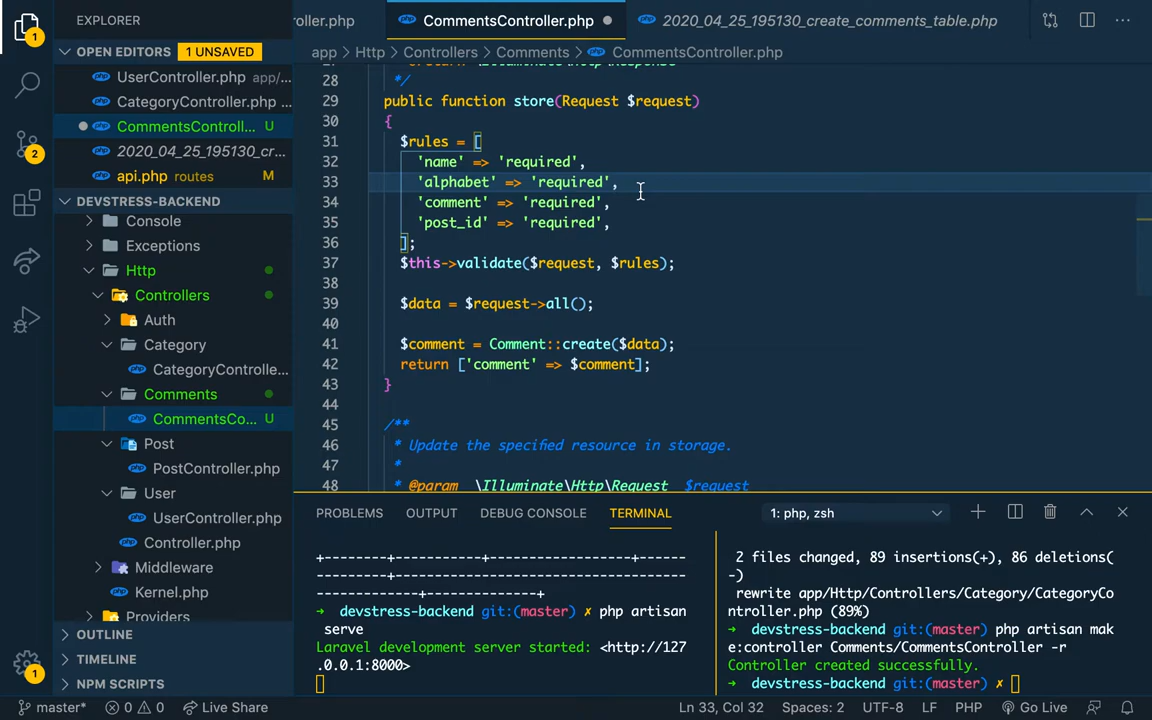 EXPLORER
OPEN EDITORS 1 UNSAVED
UserController.php app/...
CategoryController.php ...
CommentsControll... U
2020_04_25_195130_cr...
api.php routes M
DEVSTRESS-BACKEND
Console
Exceptions
Http
Controllers
Auth
Category
CategoryControlle...
Comments
CommentsCo... U
Post
PostController.php
User
UserController.php
Controller.php
Middleware
Kernel.php
Providers
OUTLINE
TIMELINE
NPM SCRIPTS
1
2
1
roller.php
CommentsController.php
2020_04_25_195130_create_comments_table.php
app > Http > Controllers > Comments > CommentsController.php
28 */
29 public function store(Request $request)
30 {
31 $rules = [
32 'name' => 'required',
33 'alphabet' => 'required',
34 'comment' => 'required',
35 'post_id' => 'required',
36 ];
37 $this->validate($request, $rules);
38
39 $data = $request->all();
40
41 $comment = Comment::create($data);
42 return ['comment' => $comment];
43 }
44
45 /**
46 * Update the specified resource in storage.
47 *
48 * @param \Illuminate\Http\Request $request
PROBLEMS OUTPUT DEBUG CONSOLE TERMINAL 1: php, zsh
+--------+----------+-----------------+------
---------------+-----------------------------
-------------+--------------+
➜ devstress-backend git:(master) ✗ php artisan
serve
Laravel development server started: <http://127
.0.0.1:8000>
2 files changed, 89 insertions(+), 86 deletions(
-)
rewrite app/Http/Controllers/Category/CategoryCo
ntroller.php (89%)
➜ devstress-backend git:(master) php artisan mak
e:controller Comments/CommentsController -r
Controller created successfully.
➜ devstress-backend git:(master) ✗
master* 0 0 Live Share Ln 33, Col 32 Spaces: 2 UTF-8 LF PHP Go Live